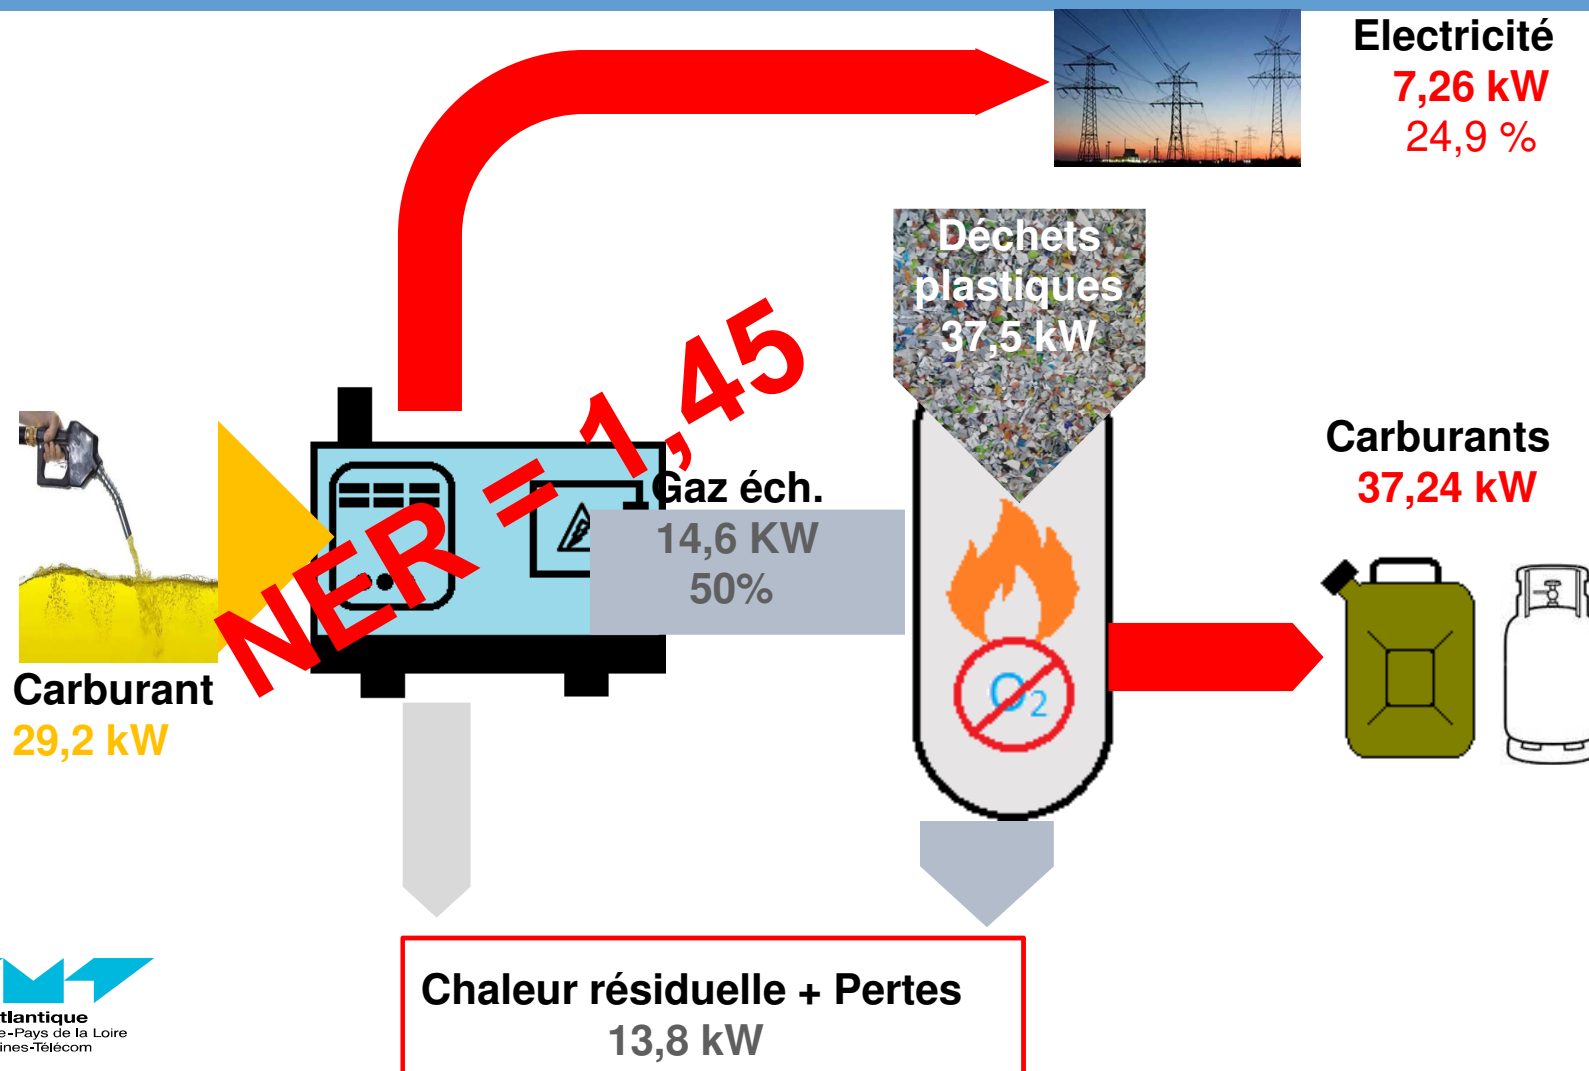 Electricité
7,26 kW
24,9 %
Déchets
plastiques
37,5 kW
NER = 1,45
Gaz éch.
14,6 KW
50%
Carburants
37,24 kW
O2
Carburant
29,2 kW
Chaleur résiduelle + Pertes
13,8 kW
tlantique
e-Pays de la Loire
ines-Télécom